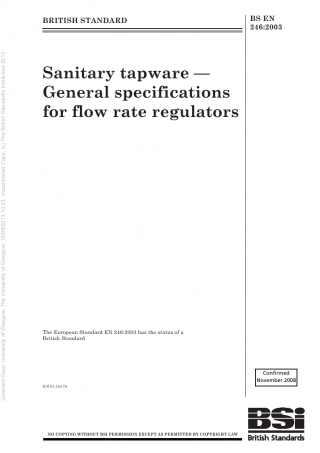 BRITISH STANDARD
BS EN
246:2003
Sanitary tapware —
General specifications
for flow rate regulators
The European Standard EN 246:2003 has the status of a
British Standard
Confirmed
November 2008
NO COPYING WITHOUT BSI PERMISSION EXCEPT AS PERMITTED BY COPYRIGHT LAW
BSi
British Standards